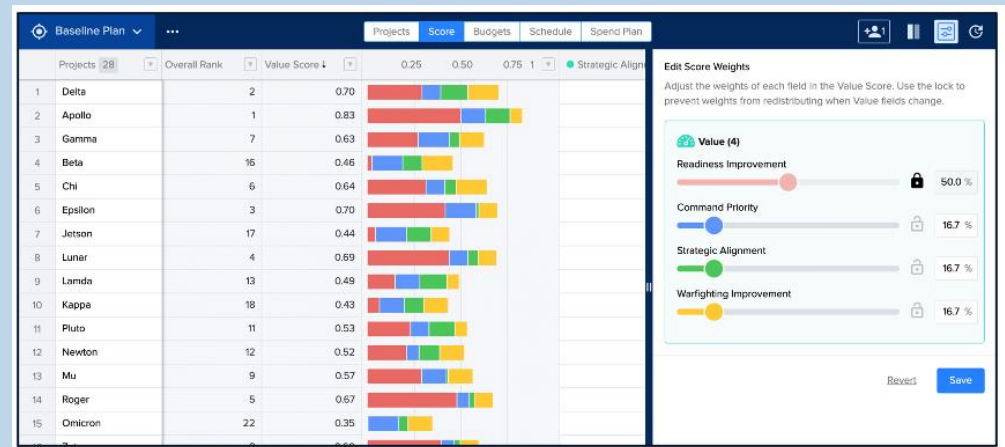 Baseline Plan
Projects Score Budgets Schedule Spend Plan
1
Projects 28 Overall Rank Value Score 0.25 0.50 0.75 1 Strategic Alignm
1 Delta 2 0.70
2 Apollo 1 0.83
3 Gamma 7 0.63
4 Beta 16 0.46
5 Chi 6 0.64
6 Epsilon 3 0.70
7 Jetson 17 0.44
8 Lunar 4 0.69
9 Lamda 13 0.49
10 Kappa 18 0.43
11 Pluto 11 0.53
12 Newton 12 0.52
13 Mu 9 0.57
14 Roger 5 0.67
15 Omicron 22 0.35
Edit Score Weights
Adjust the weights of each field in the Value Score. Use the lock to
prevent weights from redistributing when Value fields change.
Value (4)
Readiness Improvement
50.0 %
Command Priority
16.7 %
Strategic Alignment
16.7 %
Warfighting Improvement
16.7 %
Revert Save